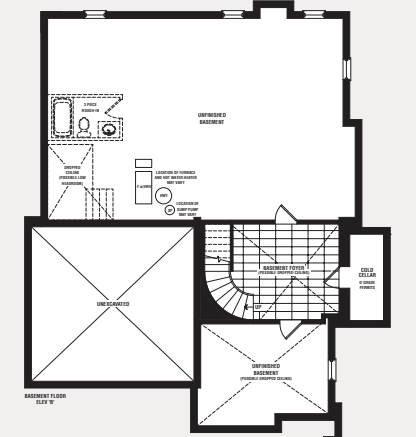 3 PIECE
ROUGH-IN
UNFINISHED
BASEMENT
DROPPED
CEILING
(POSSIBLE LOW
HEADROOM)
LOCATION OF FURNACE
AND HOT WATER HEATER
MAY VARY
HWT
LOCATION OF
SUMP PUMP
MAY VARY
BASEMENT FOYER
(POSSIBLE DROPPED CEILING)
COLD
CELLAR
IF GRADE
PERMITS
UP
UNEXCAVATED
UNFINISHED
BASEMENT
(POSSIBLE DROPPED CEILING)
BASEMENT FLOOR
ELEV 'B'